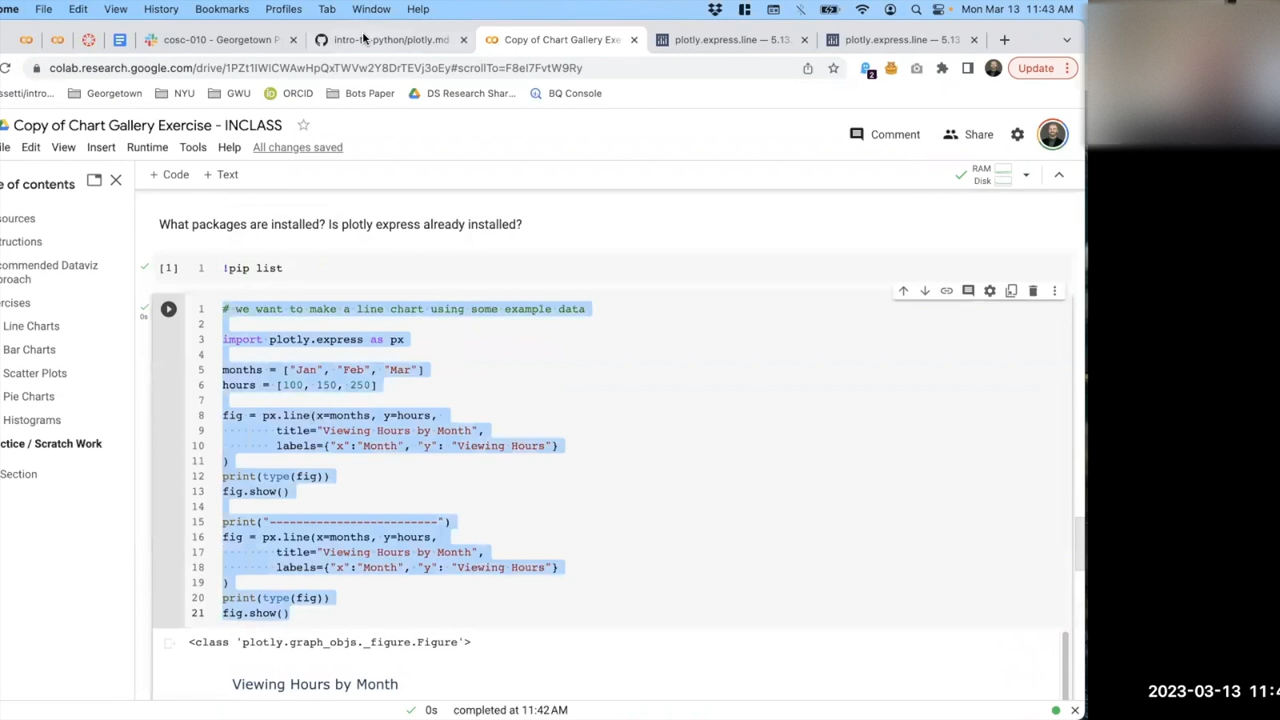 ome File Edit View History Bookmarks Profiles Tab Window Help Mon Mar 13 11:43 AM
cosc-010 - Georgetown P intro-to-python/plotly.md Copy of Chart Gallery Exe plotly.express.line — 5.13. plotly.express.line — 5.13
colab.research.google.com/drive/ Update
ssetti/intro... Georgetown NYU GWU ORCID Bots Paper DS Research Shar... BQ Console
Copy of Chart Gallery Exercise - INCLASS
Comment Share
ile Edit View Insert Runtime Tools Help All changes saved
e of contents
+ Code + Text
RAM
Disk
sources
tructions
commended Dataviz
proach
ercises
Line Charts
Bar Charts
Scatter Plots
Pie Charts
Histograms
ctice / Scratch Work
Section
What packages are installed? Is plotly express already installed?
[1] 1 !pip list
0s
1 # we want to make a line chart using some example data
2
3 import plotly.express as px
4
5 months = ["Jan", "Feb", "Mar"]
6 hours = [100, 150, 250]
7
8 fig = px.line(x=months, y=hours,
9 title="Viewing Hours by Month",
10 labels={"x":"Month", "y": "Viewing Hours"}
11 )
12 print(type(fig))
13 fig.show()
14
15 print("-------------------------")
16 fig = px.line(x=months, y=hours,
17 title="Viewing Hours by Month",
18 labels={"x":"Month", "y": "Viewing Hours"}
19 )
20 print(type(fig))
21 fig.show()
<class 'plotly.graph_objs._figure.Figure'>
Viewing Hours by Month
0s completed at 11:42 AM
2023-03-13 11:4